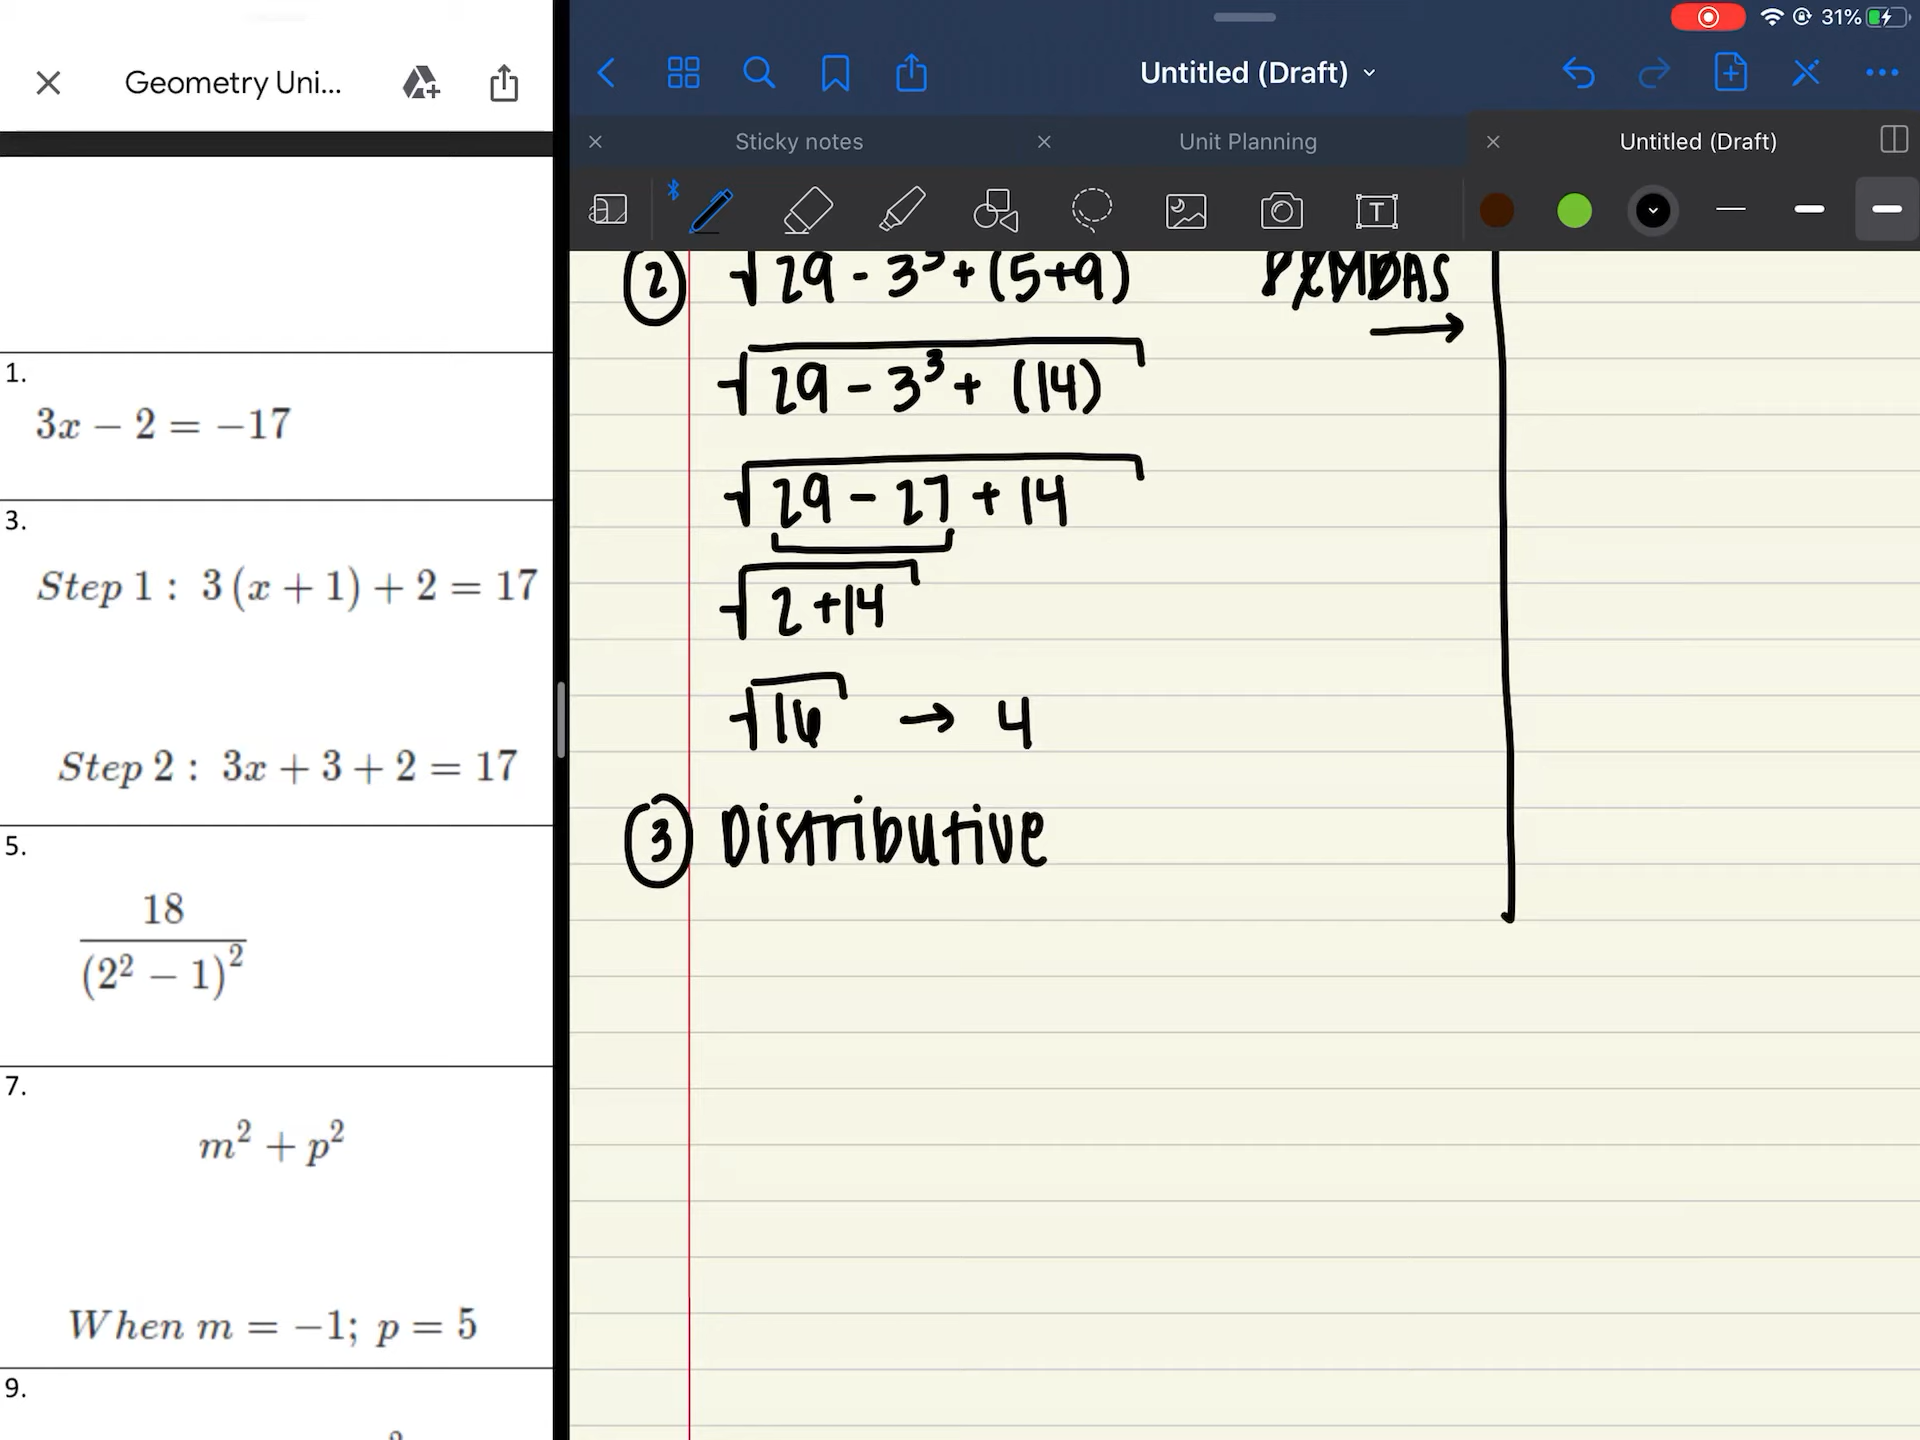 Geometry Uni...
1.
3x − 2 = −17
3.
Step 1 : 3 (x + 1) + 2 = 17
Step 2 : 3x + 3 + 2 = 17
5.
18
(2² − 1)²
7.
m² + p²
When m = −1; p = 5
9.
2
31%
Untitled (Draft)
Sticky notes
Unit Planning
Untitled (Draft)
T
② √29 - 3³ + (5+9) PEMDAS
→
√29 - 3³ + (14)
√29 - 27 + 14
√2 + 14
√16 → 4
③ Distributive